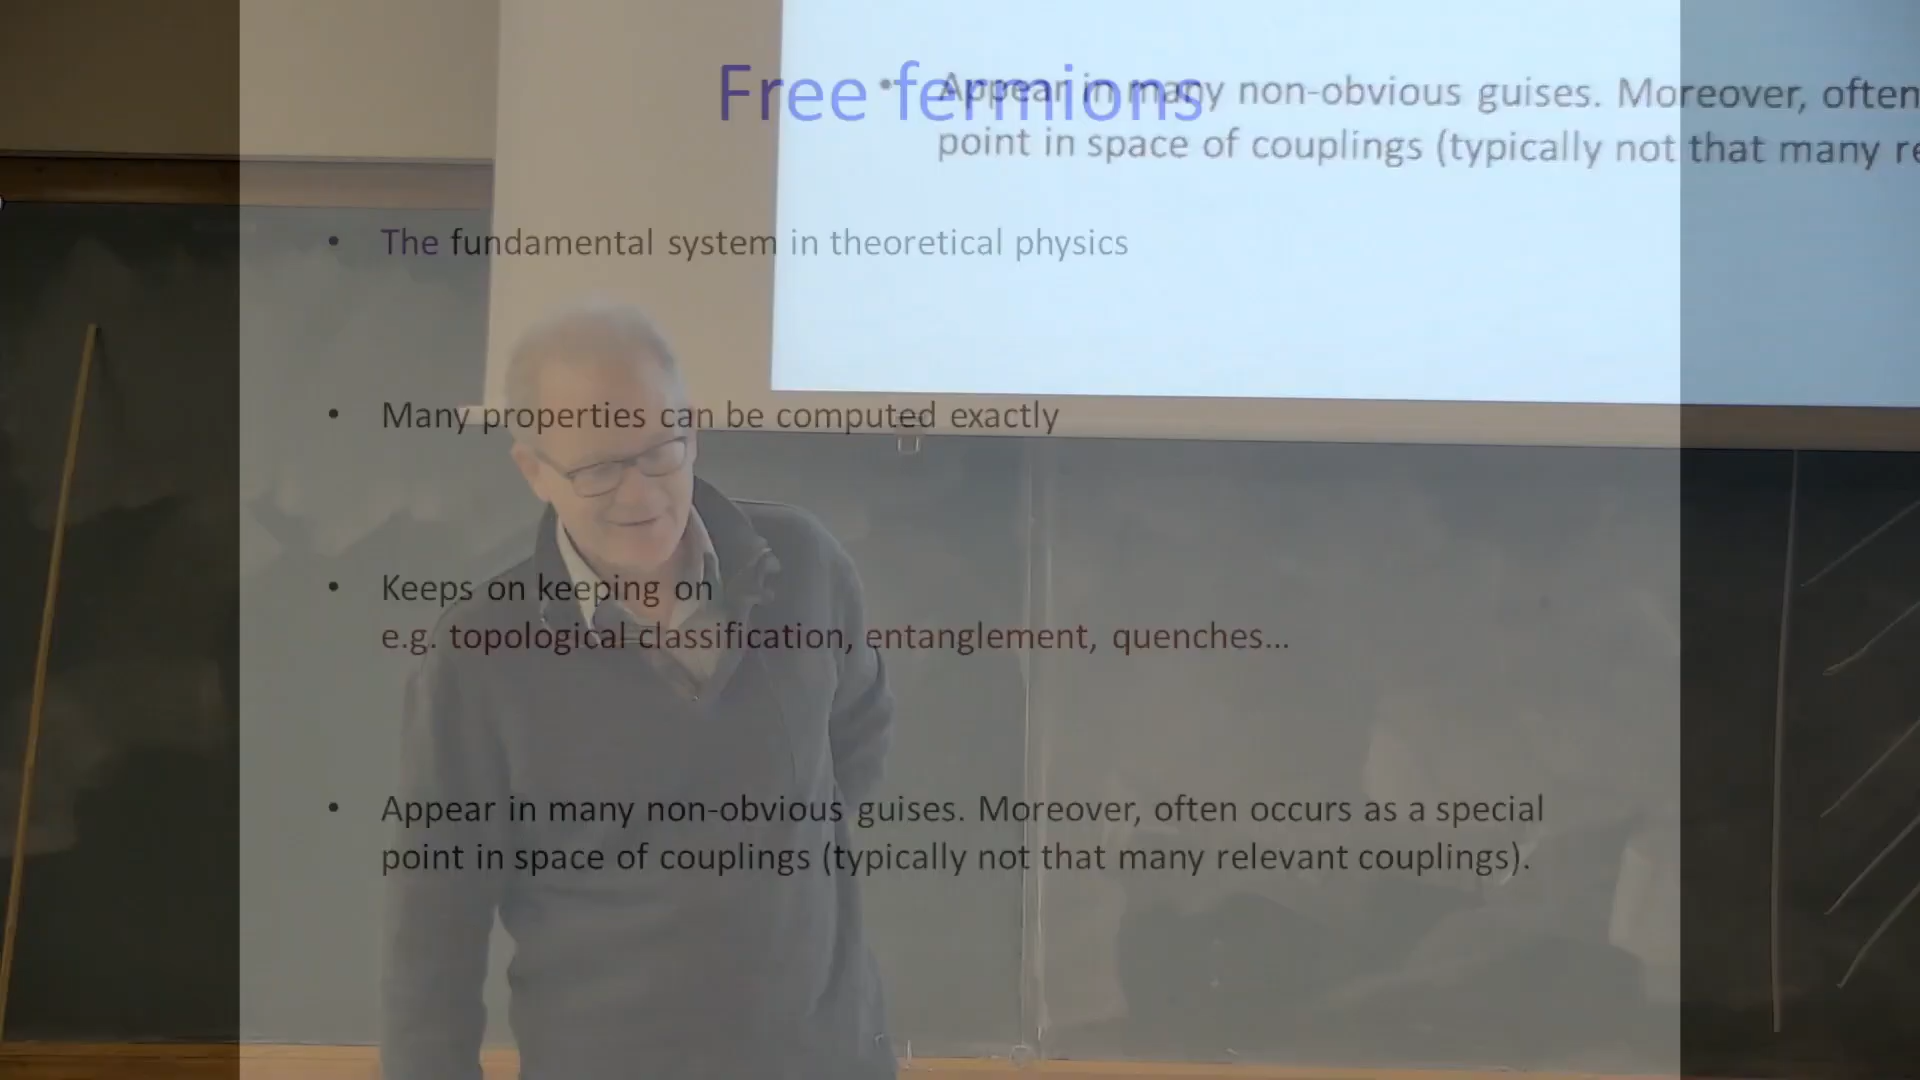 Free fermions
• The fundamental system in theoretical physics
• Many properties can be computed exactly
• Keeps on keeping on
e.g. topological classification, entanglement, quenches...
• Appear in many non-obvious guises. Moreover, often occurs as a special
point in space of couplings (typically not that many relevant couplings).
• Appear in many non-obvious guises. Moreover, often
point in space of couplings (typically not that many re